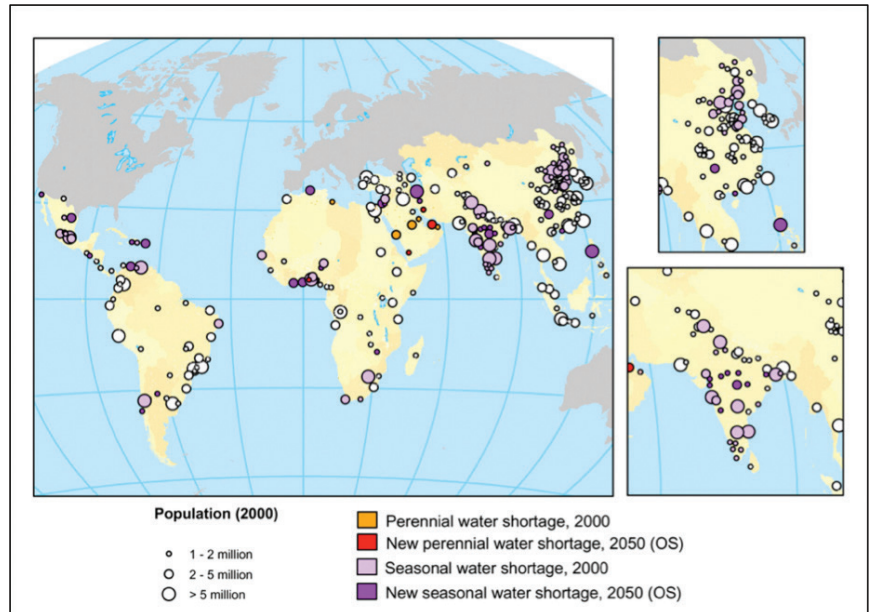 Population (2000)
1 - 2 million
2 - 5 million
> 5 million
Perennial water shortage, 2000
New perennial water shortage, 2050 (OS)
Seasonal water shortage, 2000
New seasonal water shortage, 2050 (OS)